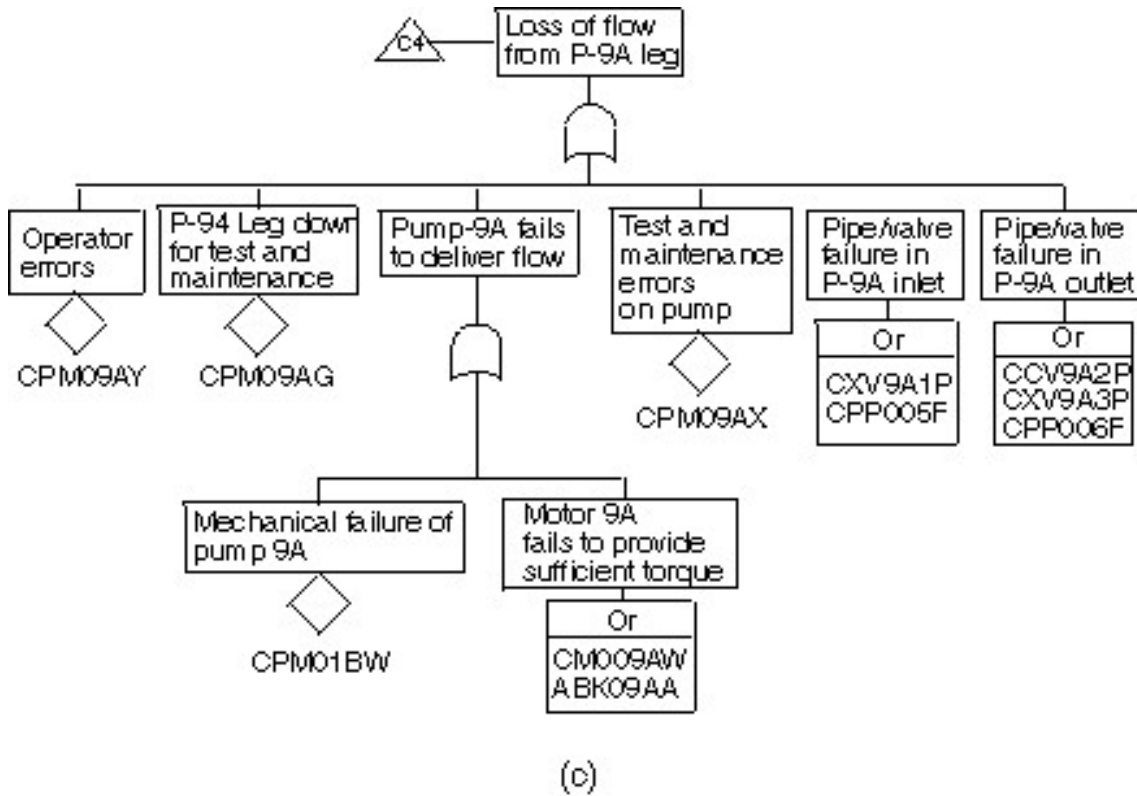 C4
Loss of flow
from P-9A leg
Operator
errors
P-94 Leg down
for test and
maintenance
Pump-9A fails
to deliver flow
Test and
maintenance
errors
on pump
Pipe/valve
failure in
P-9A inlet
Pipe/valve
failure in
P-9A outlet
CPM09AY
CPM09AG
CPM09AX
Or
CXV9A1P
CPP005F
Or
CCV9A2P
CXV9A3P
CPP006F
Mechanical failure of
pump 9A
Motor 9A
fails to provide
sufficient torque
CPM01BW
Or
CM009AW
ABK09AA
(c)